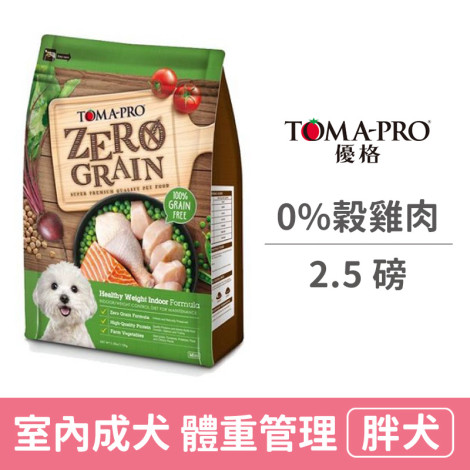 TOMA-PRO
ZERO
GRAIN
SUPER PREMIUM QUALITY PET FOOD
100%
GRAIN
FREE
Healthy Weight Indoor Formula
Zero Grain Formula
High-Quality Protein
Farm Vegetables
TOMA-PRO
優格
0%穀雞肉
2.5 磅
室內成犬 體重管理 胖犬